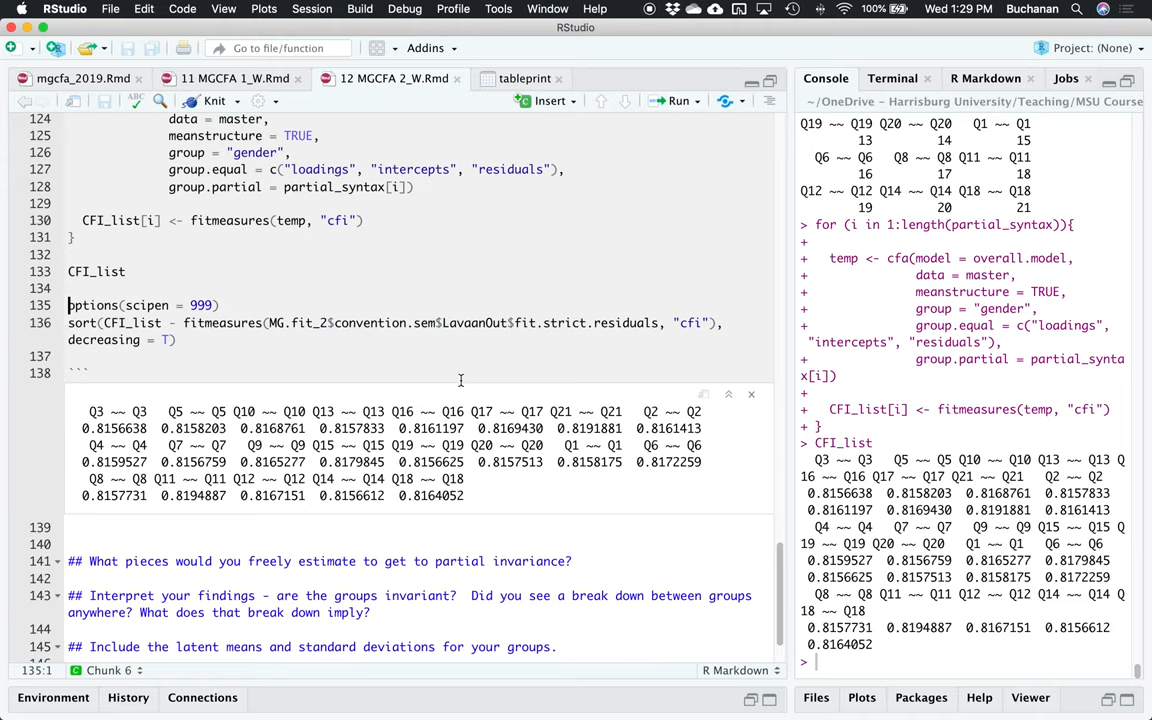 RStudio File Edit Code View Plots Session Build Debug Profile Tools Window Help 100% Wed 1:29 PM Buchanan
RStudio
Go to file/function Addins Project: (None)
mgcfa_2019.Rmd 11 MGCFA 1_W.Rmd 12 MGCFA 2_W.Rmd tableprint
ABC Knit Insert Run
124 data = master,
125 meanstructure = TRUE,
126 group = "gender",
127 group.equal = c("loadings", "intercepts", "residuals"),
128 group.partial = partial_syntax[i])
129
130 CFI_list[i] <- fitmeasures(temp, "cfi")
131 }
132
133 CFI_list
134
135 options(scipen = 999)
136 sort(CFI_list - fitmeasures(MG.fit_2$convention.sem$LavaanOut$fit.strict.residuals, "cfi"),
decreasing = T)
137
138 ```
Q3 ~~ Q3 Q5 ~~ Q5 Q10 ~~ Q10 Q13 ~~ Q13 Q16 ~~ Q16 Q17 ~~ Q17 Q21 ~~ Q21 Q2 ~~ Q2
0.8156638 0.8158203 0.8168761 0.8157833 0.8161197 0.8169430 0.8191881 0.8161413
Q4 ~~ Q4 Q7 ~~ Q7 Q9 ~~ Q9 Q15 ~~ Q15 Q19 ~~ Q19 Q20 ~~ Q20 Q1 ~~ Q1 Q6 ~~ Q6
0.8159527 0.8156759 0.8165277 0.8179845 0.8156625 0.8157513 0.8158175 0.8172259
Q8 ~~ Q8 Q11 ~~ Q11 Q12 ~~ Q12 Q14 ~~ Q14 Q18 ~~ Q18
0.8157731 0.8194887 0.8167151 0.8156612 0.8164052
139
140
141 ## What pieces would you freely estimate to get to partial invariance?
142
143 ## Interpret your findings - are the groups invariant? Did you see a break down between groups
anywhere? What does that break down imply?
144
145 ## Include the latent means and standard deviations for your groups.
146
135:1 Chunk 6 R Markdown
Environment History Connections
Console Terminal R Markdown Jobs
~/OneDrive - Harrisburg University/Teaching/MSU Course
Q19 ~~ Q19 Q20 ~~ Q20 Q1 ~~ Q1
13 14 15
Q6 ~~ Q6 Q8 ~~ Q8 Q11 ~~ Q11
16 17 18
Q12 ~~ Q12 Q14 ~~ Q14 Q18 ~~ Q18
19 20 21
> for (i in 1:length(partial_syntax)){
+
+ temp <- cfa(model = overall.model,
+ data = master,
+ meanstructure = TRUE,
+ group = "gender",
+ group.equal = c("loadings",
"intercepts", "residuals"),
+ group.partial = partial_synta
x[i])
+
+ CFI_list[i] <- fitmeasures(temp, "cfi")
+ }
> CFI_list
Q3 ~~ Q3 Q5 ~~ Q5 Q10 ~~ Q10 Q13 ~~ Q13 Q
16 ~~ Q16 Q17 ~~ Q17 Q21 ~~ Q21 Q2 ~~ Q2
0.8156638 0.8158203 0.8168761 0.8157833
0.8161197 0.8169430 0.8191881 0.8161413
Q4 ~~ Q4 Q7 ~~ Q7 Q9 ~~ Q9 Q15 ~~ Q15 Q
19 ~~ Q19 Q20 ~~ Q20 Q1 ~~ Q1 Q6 ~~ Q6
0.8159527 0.8156759 0.8165277 0.8179845
0.8156625 0.8157513 0.8158175 0.8172259
Q8 ~~ Q8 Q11 ~~ Q11 Q12 ~~ Q12 Q14 ~~ Q14 Q
18 ~~ Q18
0.8157731 0.8194887 0.8167151 0.8156612
0.8164052
>
Files Plots Packages Help Viewer